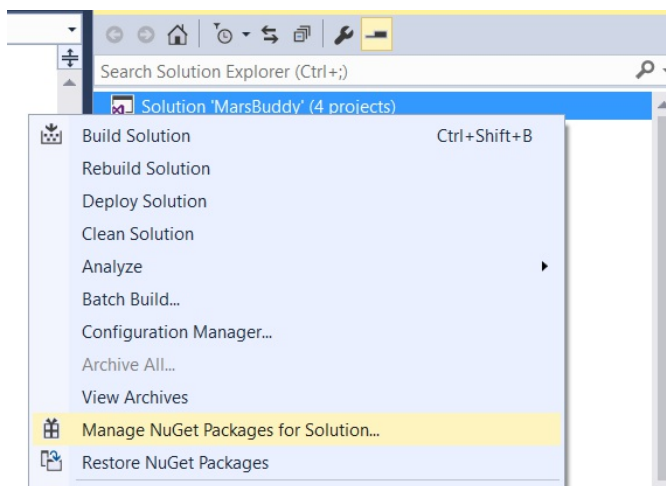 Search Solution Explorer (Ctrl+;)
Solution 'MarsBuddy' (4 projects)
Build Solution Ctrl+Shift+B
Rebuild Solution
Deploy Solution
Clean Solution
Analyze
Batch Build...
Configuration Manager...
Archive All...
View Archives
Manage NuGet Packages for Solution...
Restore NuGet Packages